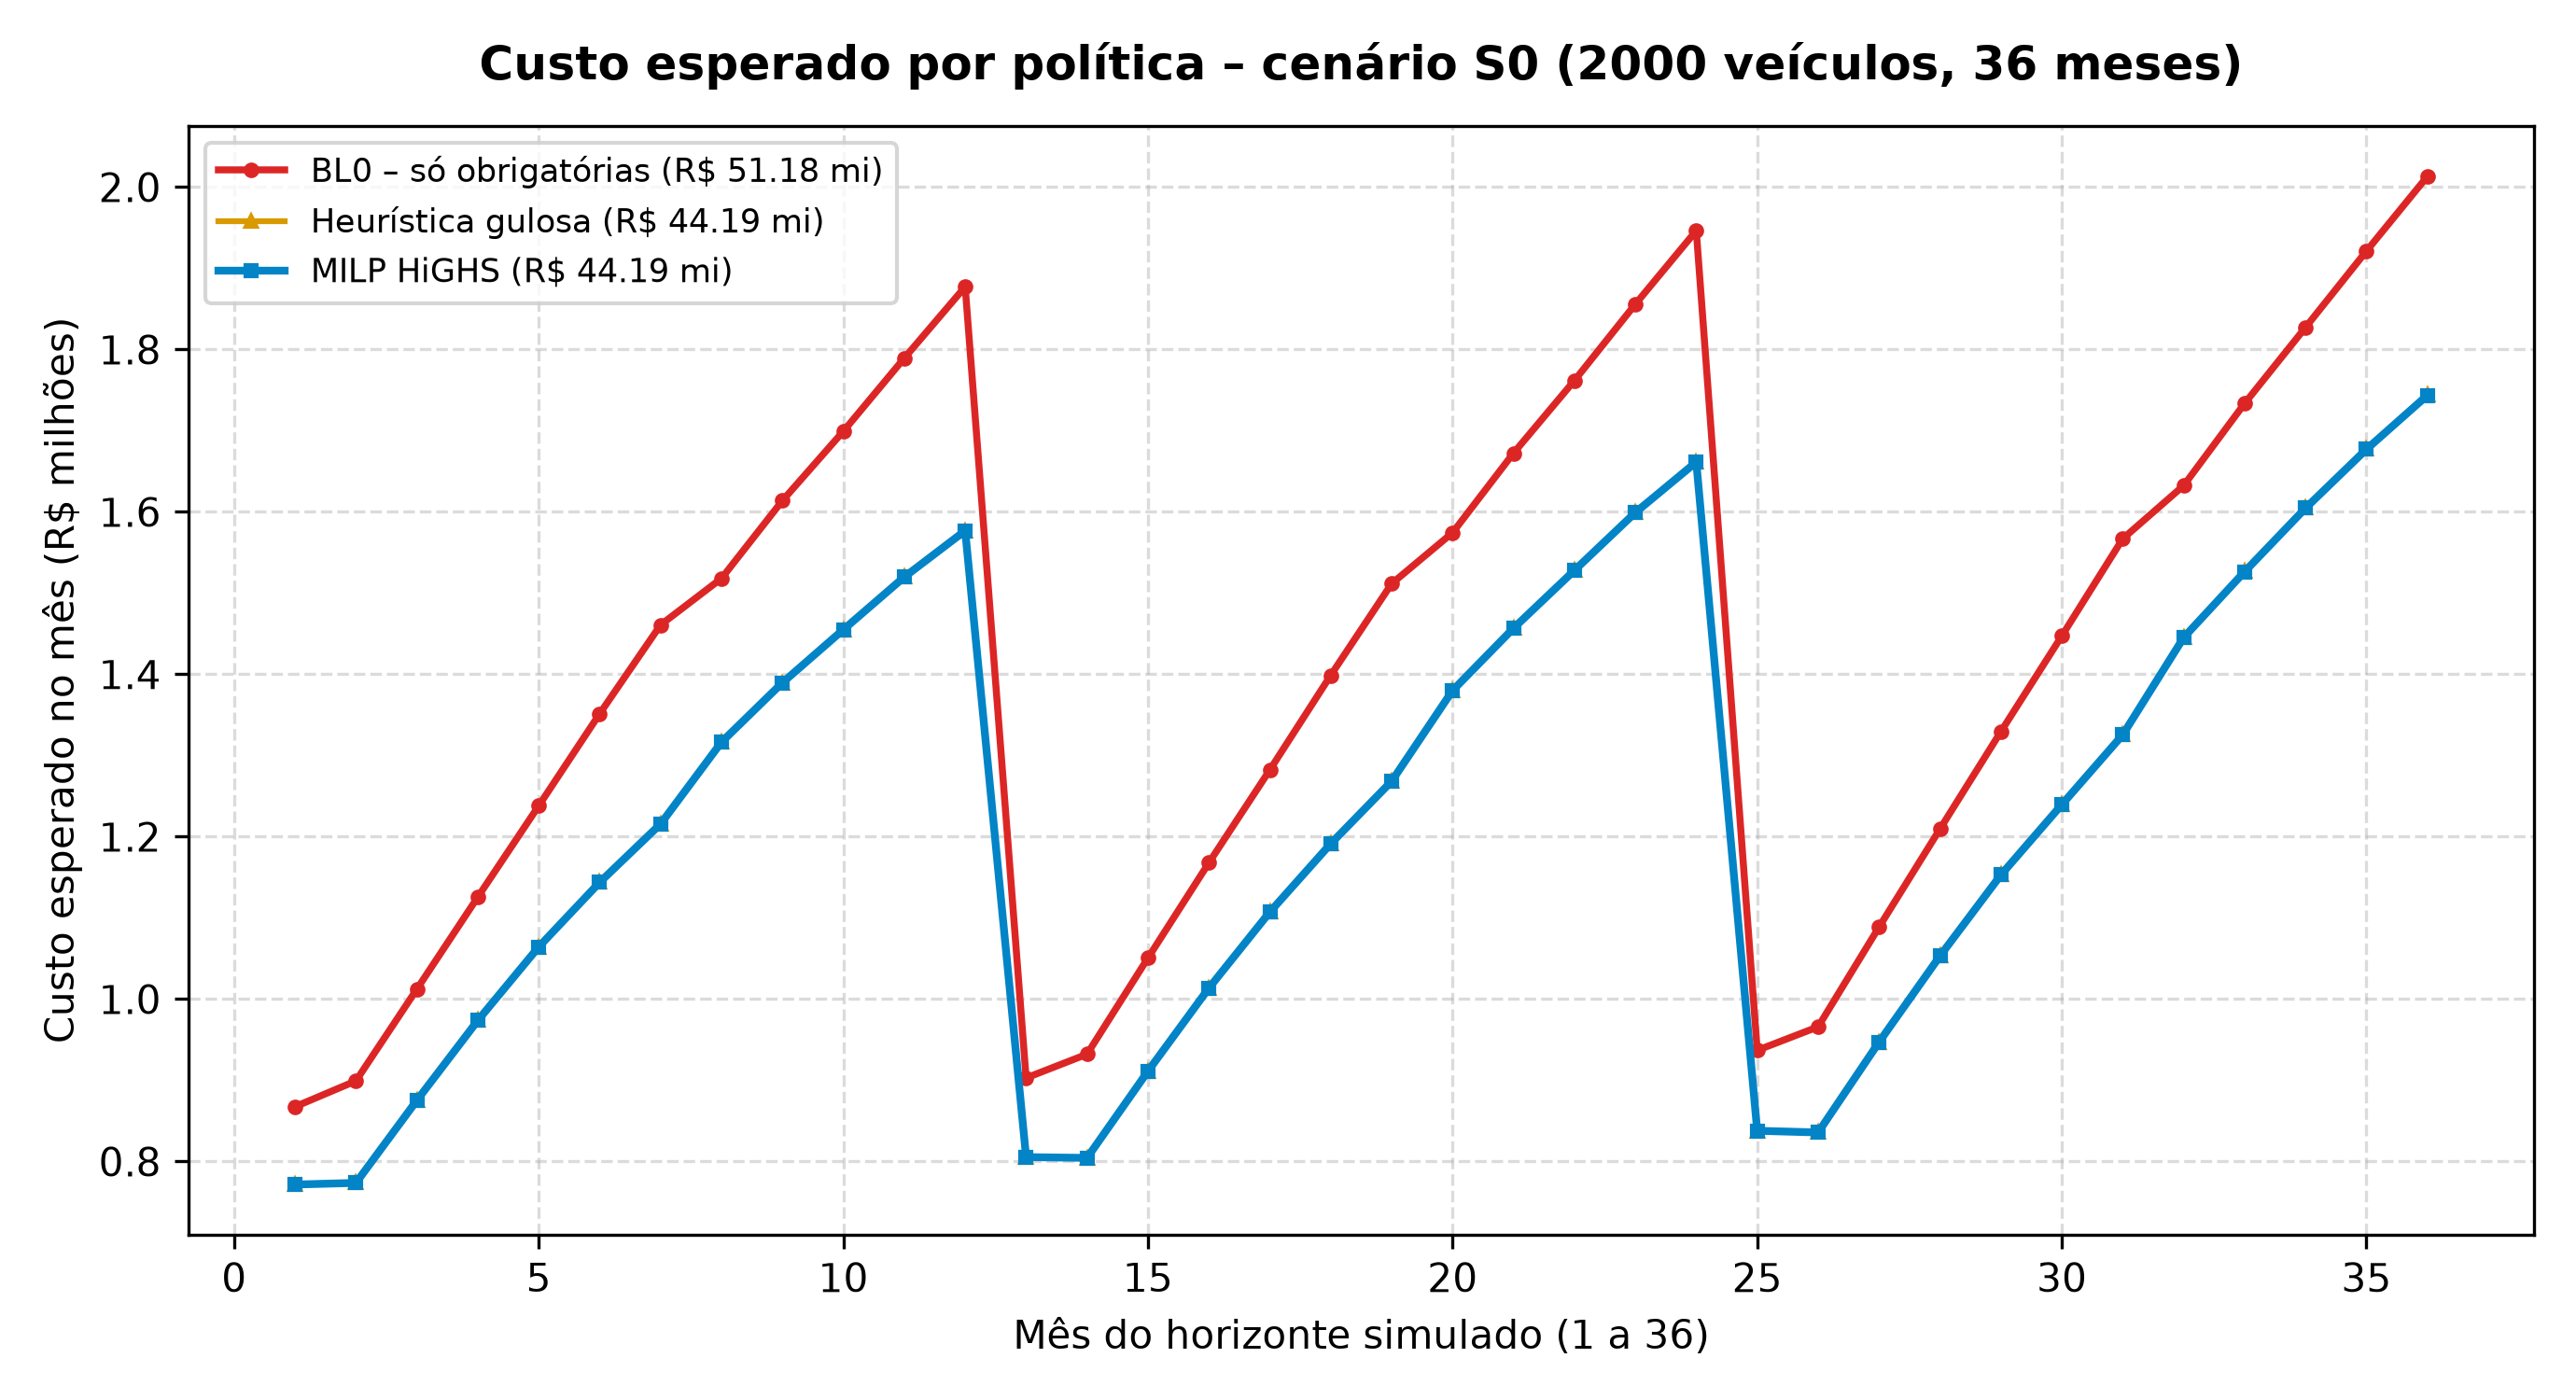 Custo esperado por política – cenário S0 (2000 veículos, 36 meses)
BL0 – só obrigatórias (R$ 51.18 mi)
Heurística gulosa (R$ 44.19 mi)
MILP HiGHS (R$ 44.19 mi)
Custo esperado no mês (R$ milhões)
2.0
1.8
1.6
1.4
1.2
1.0
0.8
0 5 10 15 20 25 30 35
Mês do horizonte simulado (1 a 36)